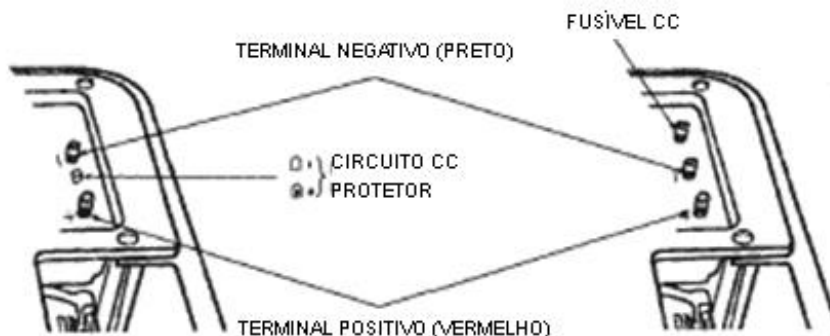 FUSÍVEL CC
TERMINAL NEGATIVO (PRETO)
CIRCUITO CC
PROTETOR
TERMINAL POSITIVO (VERMELHO)